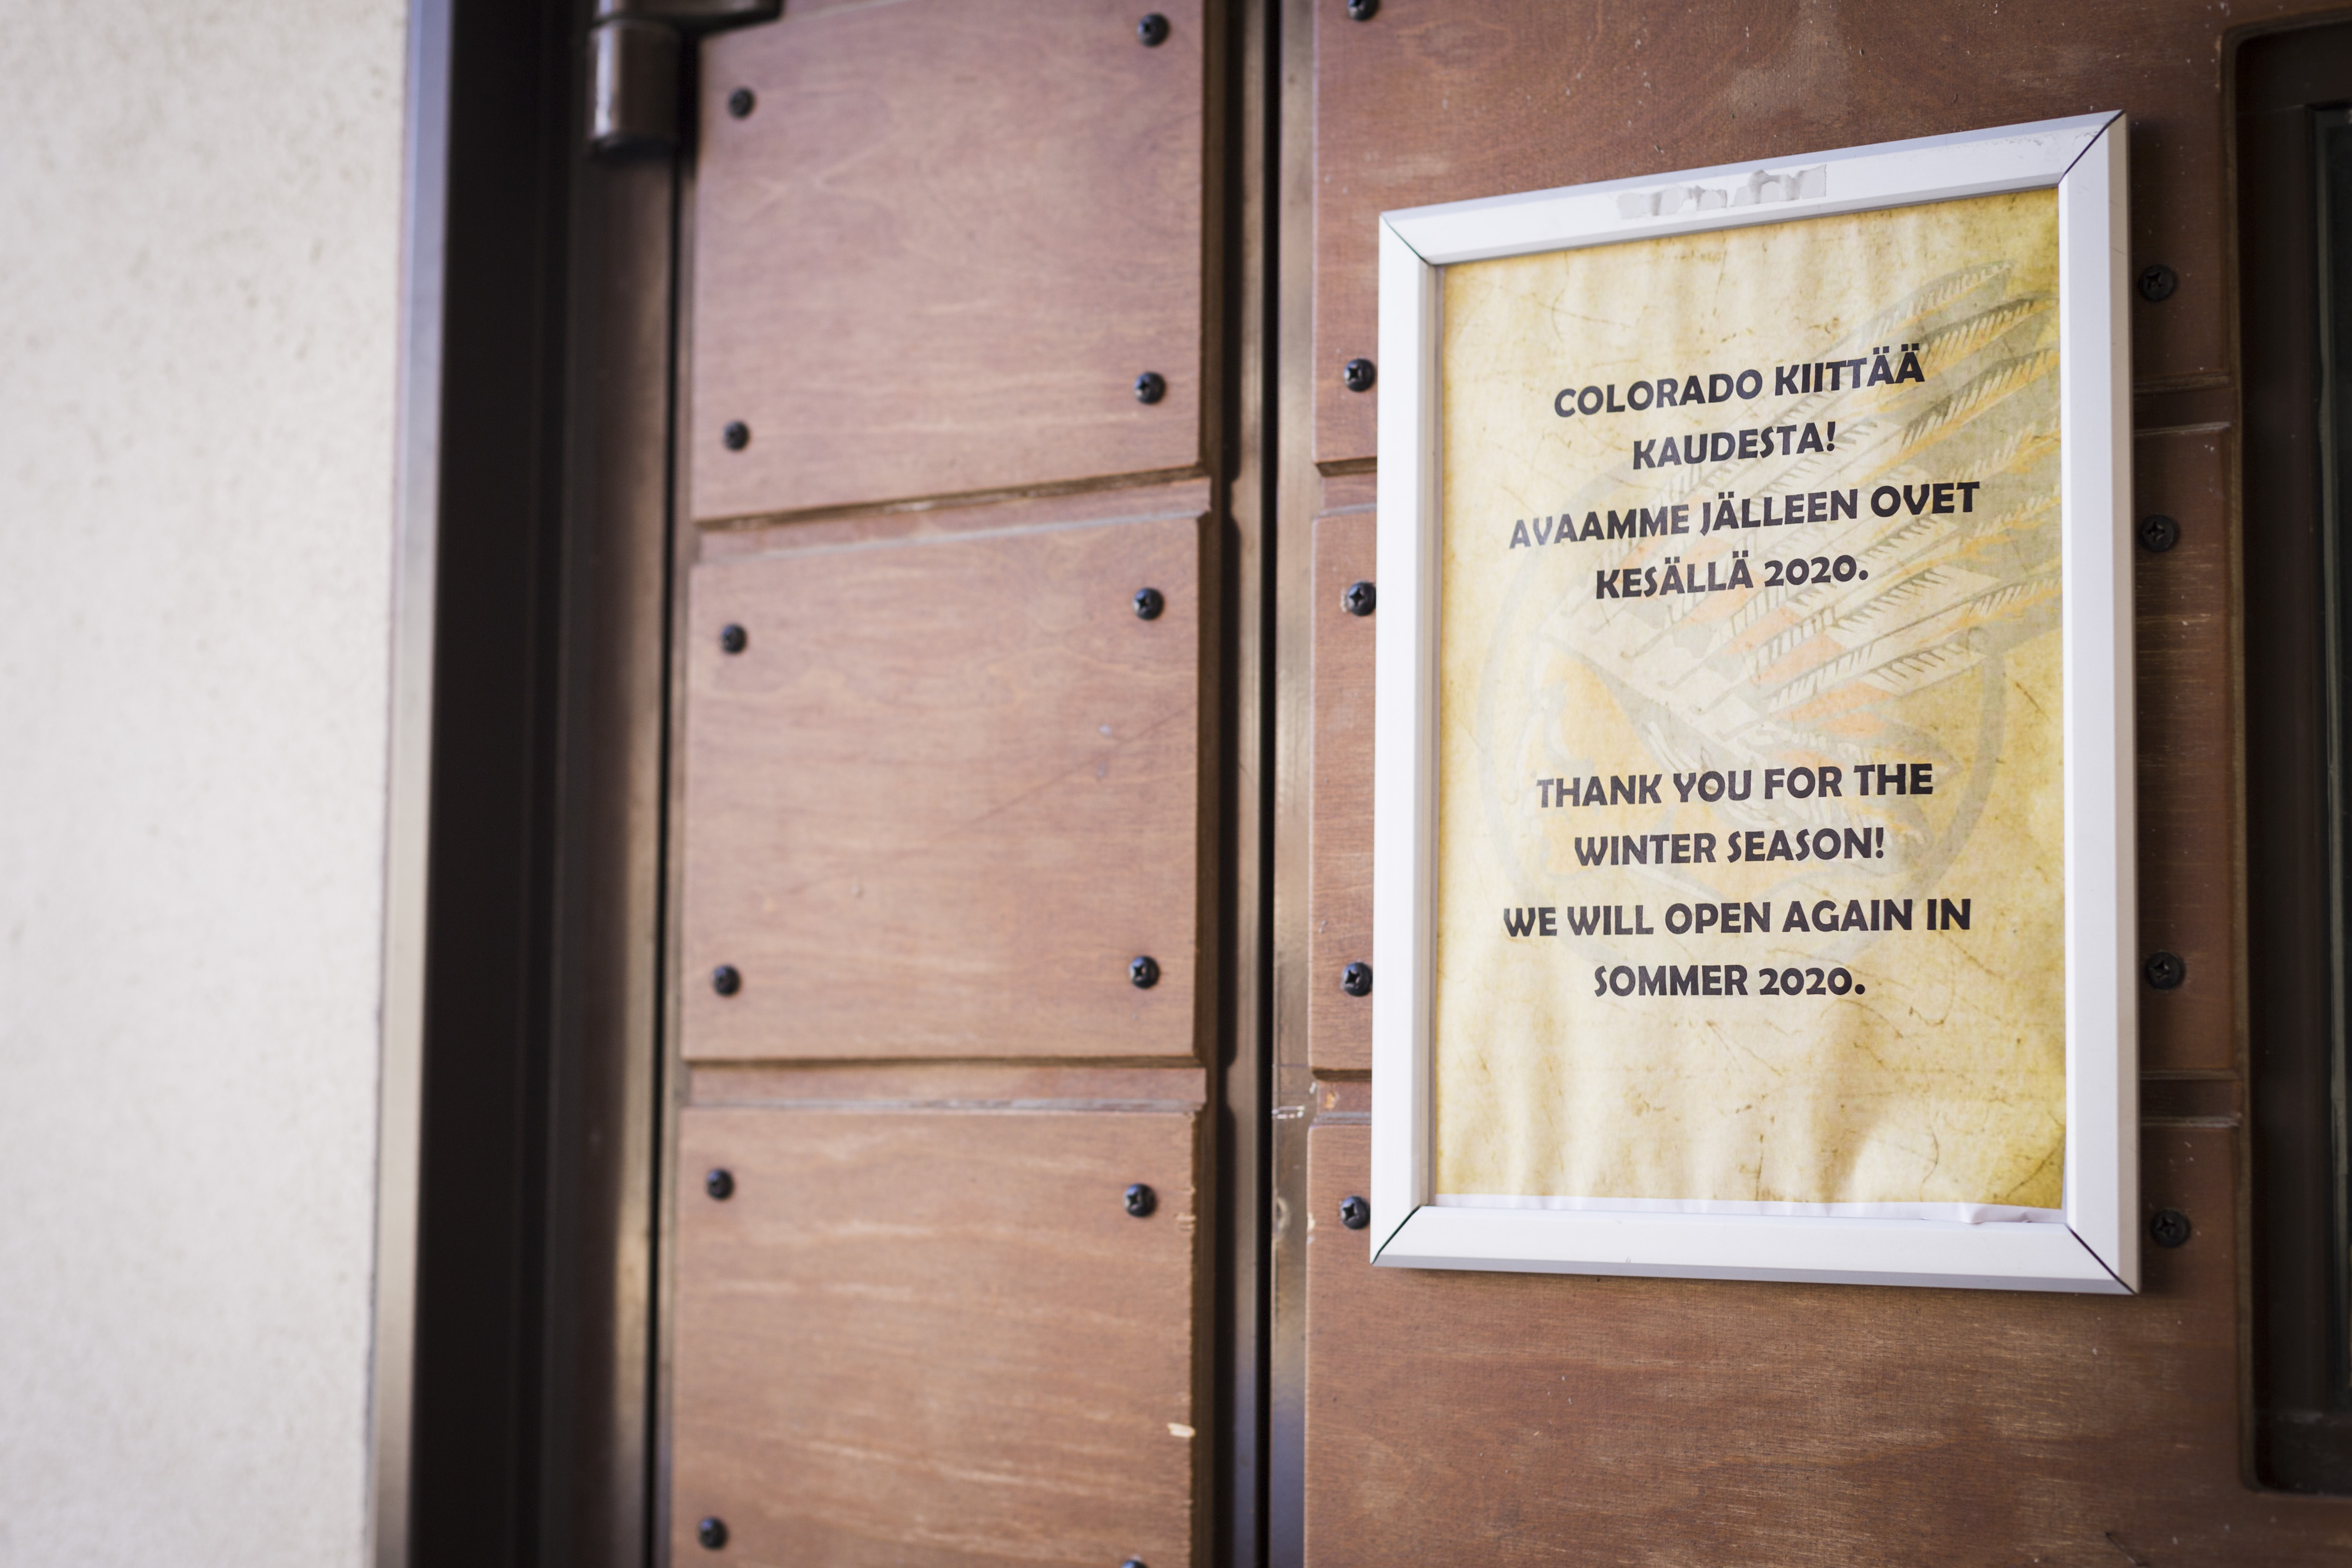 COLORADO KIITTÄÄ
KAUDESTA!
AVAAMME JÄLLEEN OVET
KESÄLLÄ 2020.
THANK YOU FOR THE
WINTER SEASON!
WE WILL OPEN AGAIN IN
SOMMER 2020.